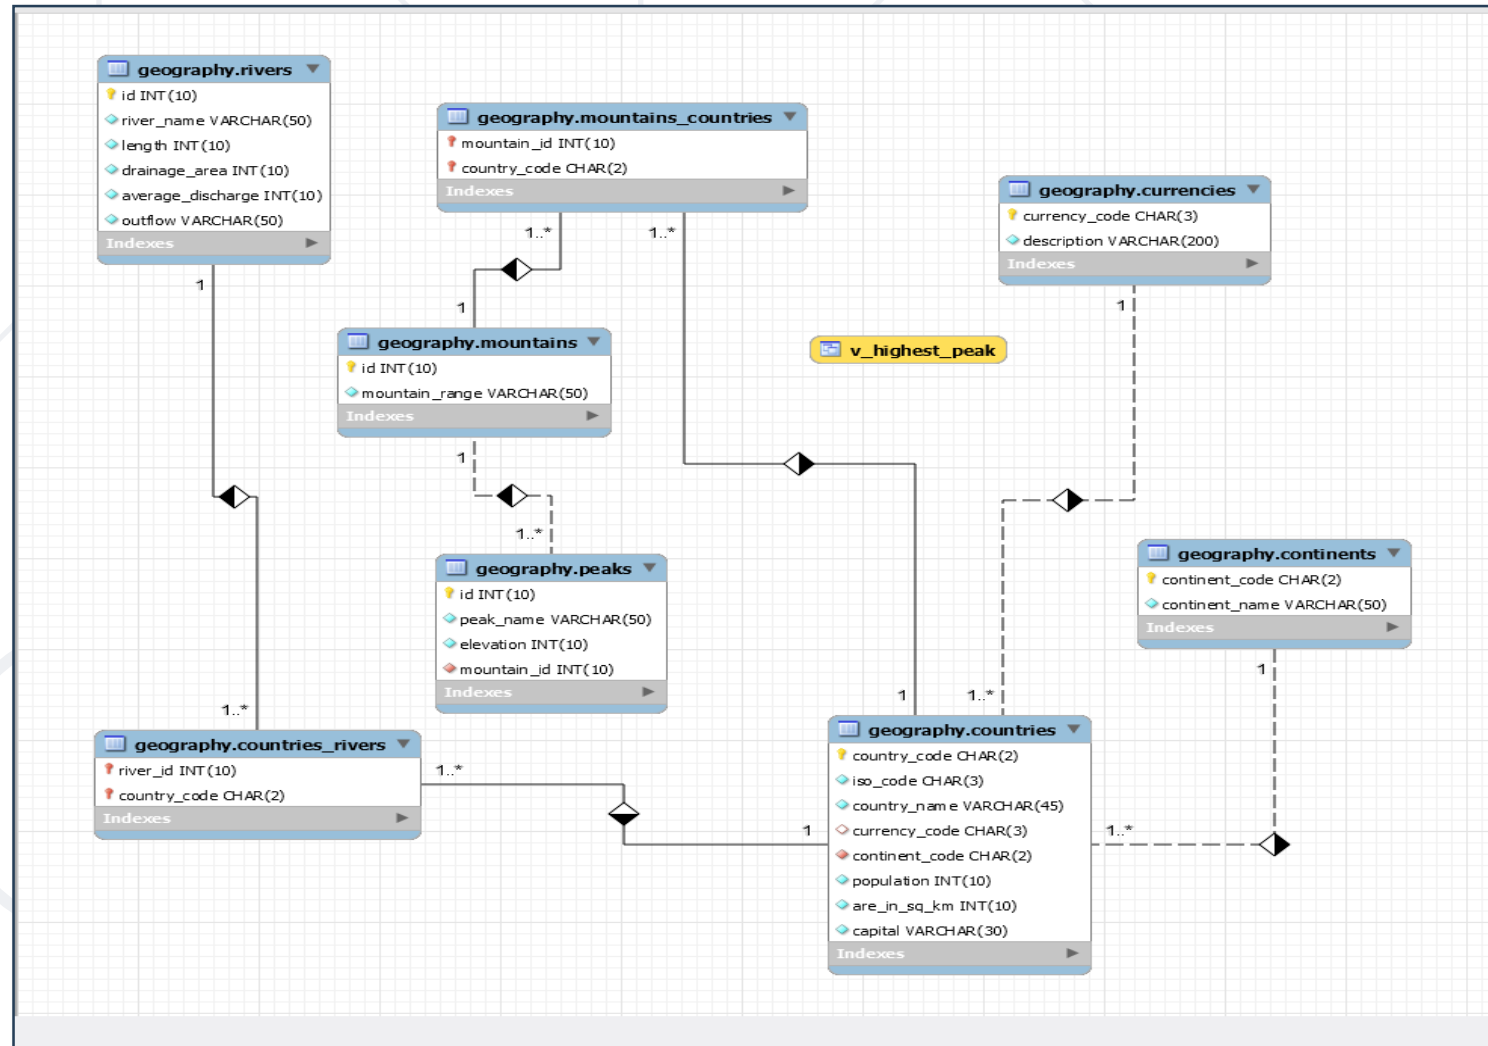 geography.rivers
id INT(10)
river_name VARCHAR(50)
length INT(10)
drainage_area INT(10)
average_discharge INT(10)
outflow VARCHAR(50)
Indexes
geography.mountains_countries
mountain_id INT(10)
country_code CHAR(2)
Indexes
geography.currencies
currency_code CHAR(3)
description VARCHAR(200)
Indexes
1..*
1..*
1
1
1
geography.mountains
id INT(10)
mountain_range VARCHAR(50)
Indexes
v_highest_peak
1
1..*
geography.peaks
id INT(10)
peak_name VARCHAR(50)
elevation INT(10)
mountain_id INT(10)
Indexes
geography.continents
continent_code CHAR(2)
continent_name VARCHAR(50)
Indexes
1
1
1..*
1..*
geography.countries_rivers
river_id INT(10)
country_code CHAR(2)
Indexes
1..*
1
geography.countries
country_code CHAR(2)
iso_code CHAR(3)
country_name VARCHAR(45)
currency_code CHAR(3)
continent_code CHAR(2)
population INT(10)
are_in_sq_km INT(10)
capital VARCHAR(30)
Indexes
1..*